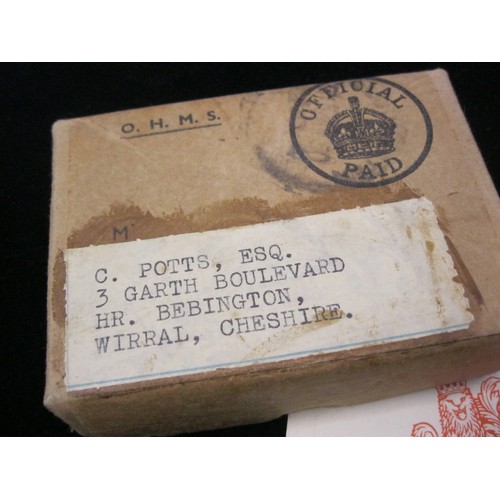 O. H. M. S.
OFFICIAL
PAID
M
C. POTTS, ESQ.
3 GARTH BOULEVARD
HR. BEBINGTON,
WIRRAL, CHESHIRE.